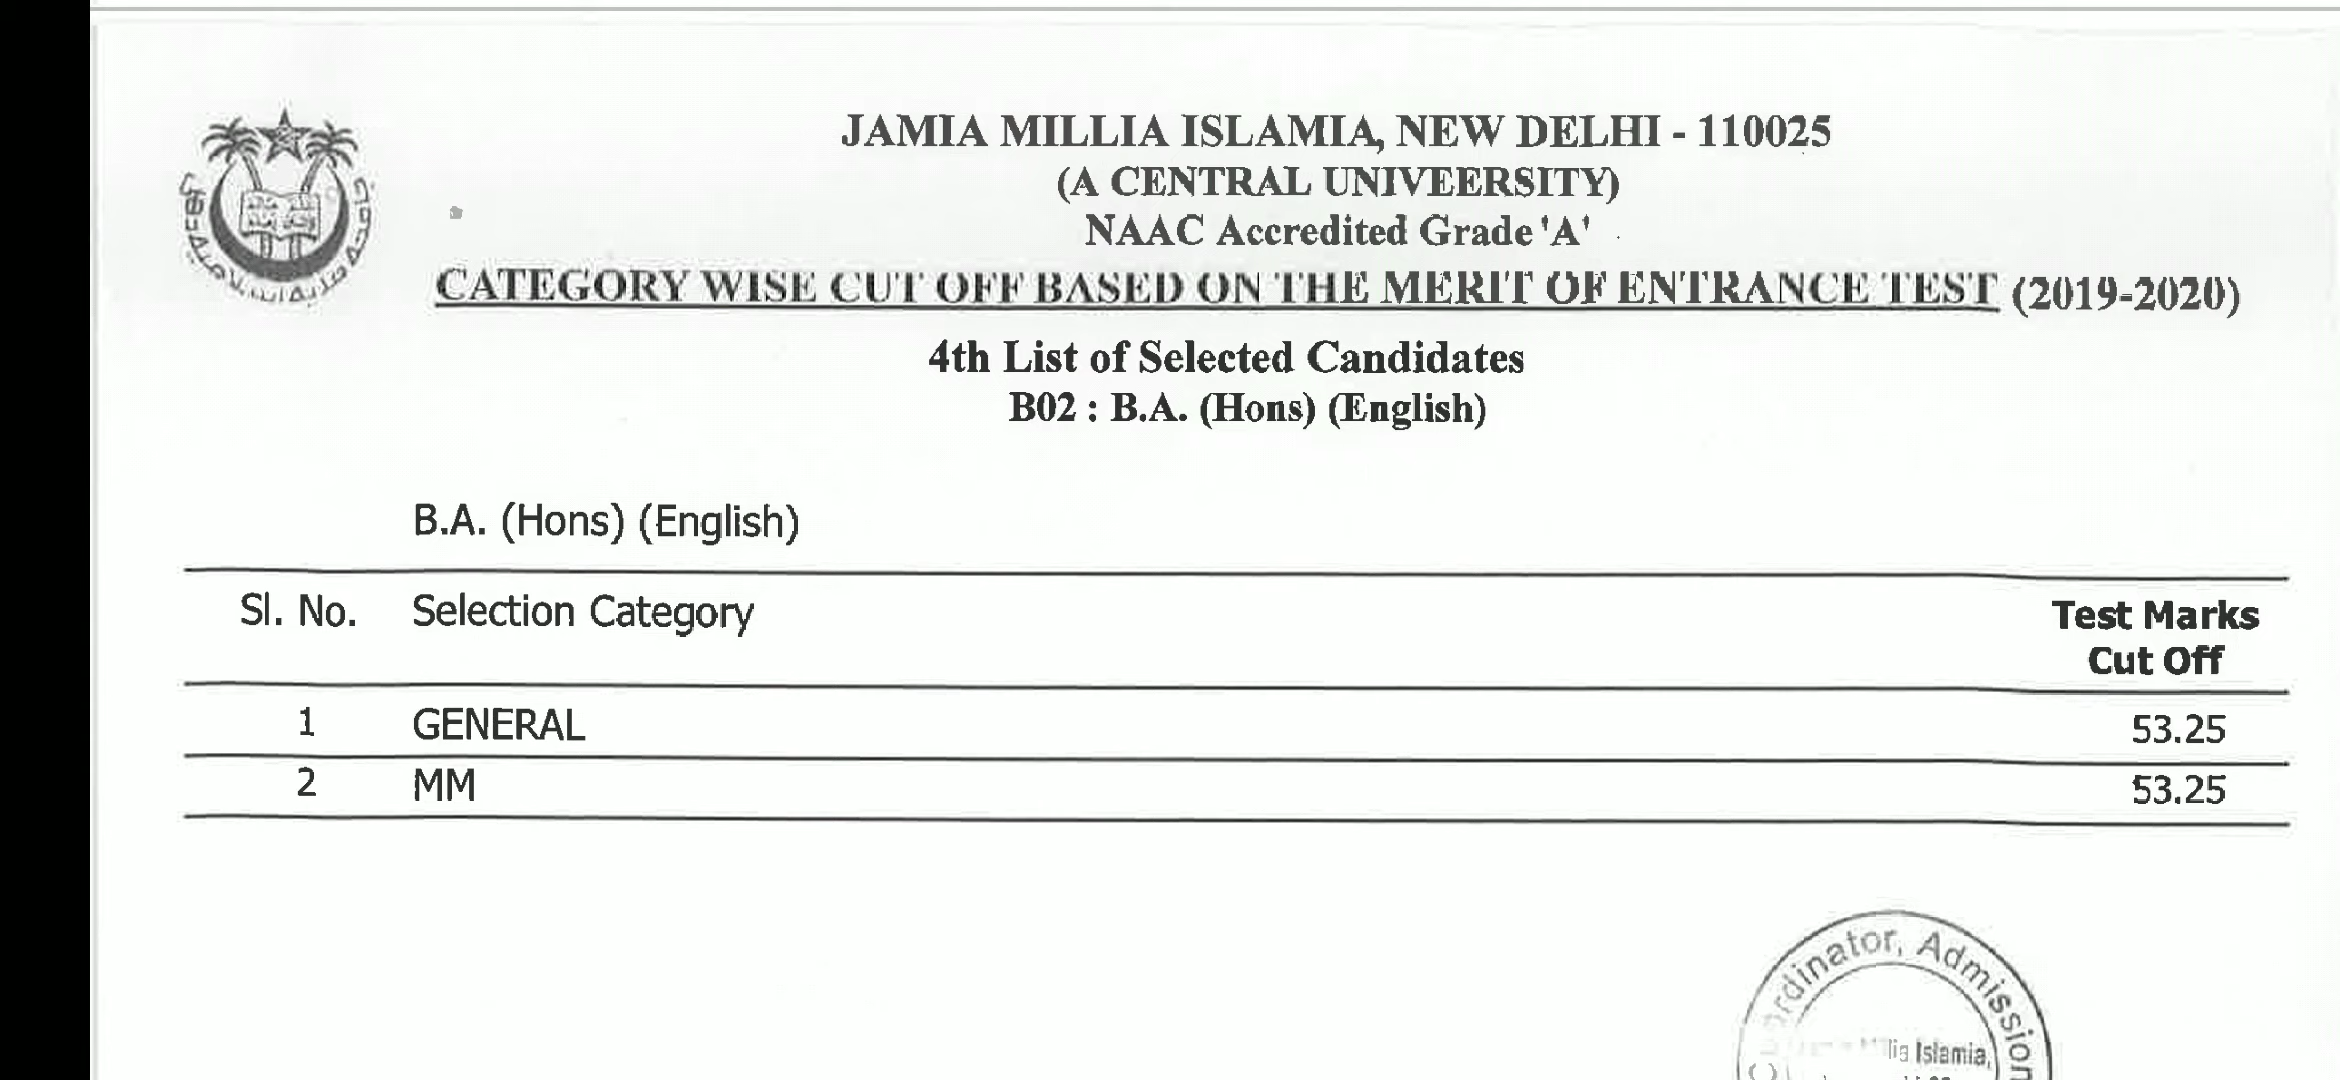 JAMIA MILLIA ISLAMIA, NEW DELHI - 110025
(A CENTRAL UNIVEERSITY)
NAAC Accredited Grade 'A'
CATEGORY WISE CUT OFF BASED ON THE MERIT OF ENTRANCE TEST (2019-2020)
4th List of Selected Candidates
B02 : B.A. (Hons) (English)
B.A. (Hons) (English)
Sl. No. Selection Category Test Marks
Cut Off
1 GENERAL 53.25
2 MM 53.25
Admission
Islamia,